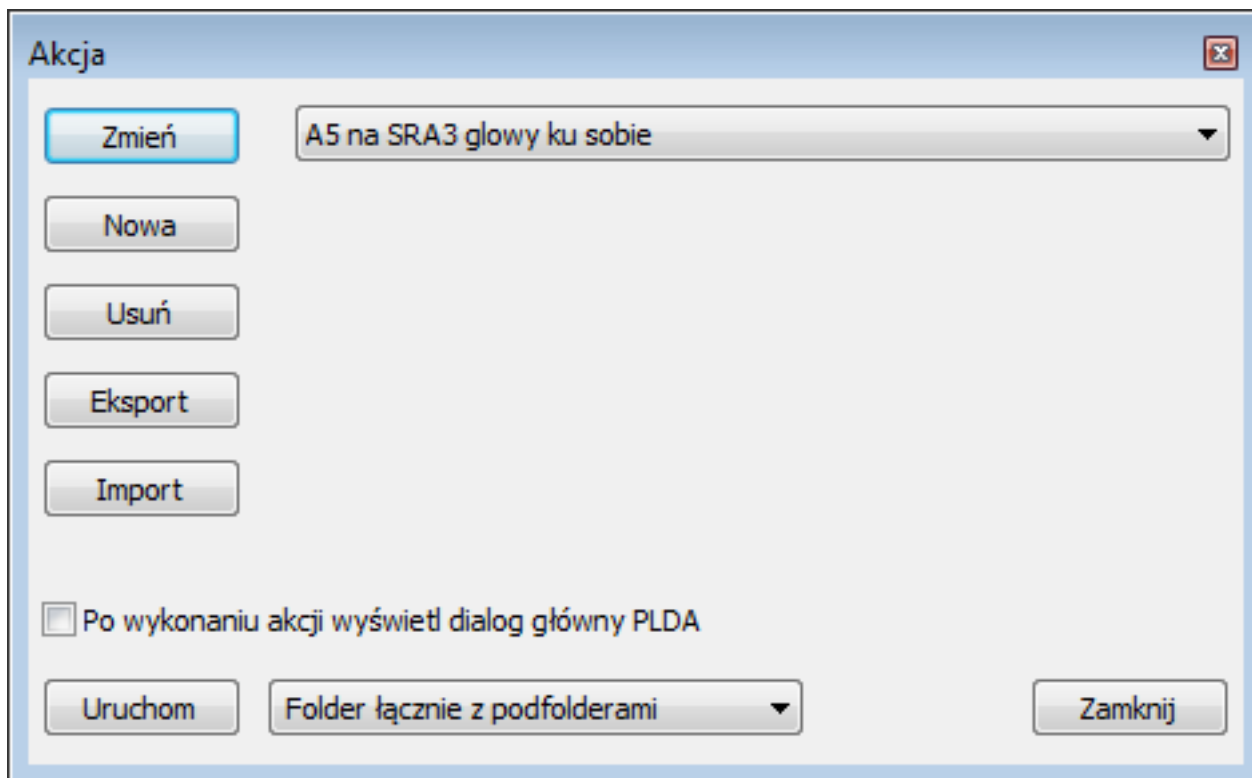 Akcja
Zmień
A5 na SRA3 glowy ku sobie
Nowa
Usuń
Eksport
Import
Po wykonaniu akcji wyświetl dialog główny PLDA
Uruchom
Folder łącznie z podfolderami
Zamknij